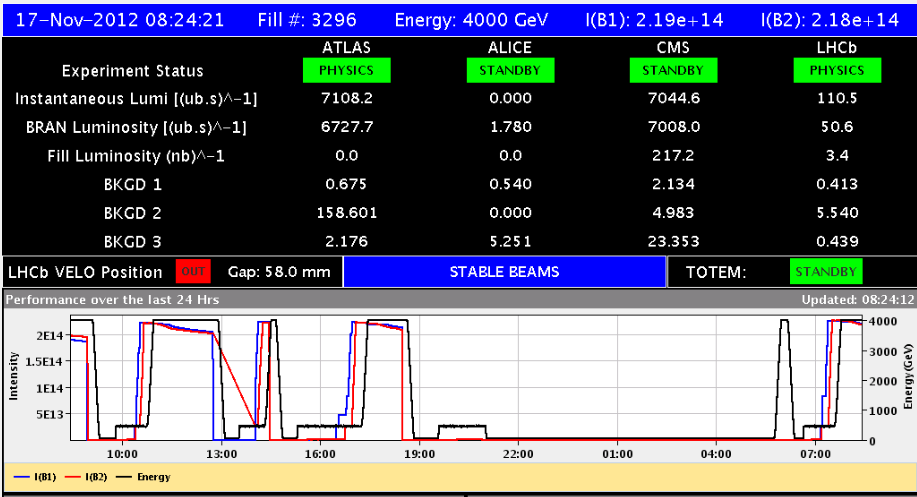 17-Nov-2012 08:24:21 Fill #: 3296 Energy: 4000 GeV I(B1): 2.19e+14 I(B2): 2.18e+14
ATLAS ALICE CMS LHCb
Experiment Status PHYSICS STANDBY STANDBY PHYSICS
Instantaneous Lumi [(ub.s)^-1] 7108.2 0.000 7044.6 110.5
BRAN Luminosity [(ub.s)^-1] 6727.7 1.780 7008.0 50.6
Fill Luminosity (nb)^-1 0.0 0.0 217.2 3.4
BKGD 1 0.675 0.540 2.134 0.413
BKGD 2 158.601 0.000 4.983 5.540
BKGD 3 2.176 5.251 23.353 0.439
LHCb VELO Position OUT Gap: 58.0 mm STABLE BEAMS TOTEM: STANDBY
Performance over the last 24 Hrs Updated: 08:24:12
Intensity
2E14
1.5E14
1E14
5E13
4000
3000
2000
1000
0
Energy (GeV)
10:00 13:00 16:00 19:00 22:00 01:00 04:00 07:00
I(B1) I(B2) Energy